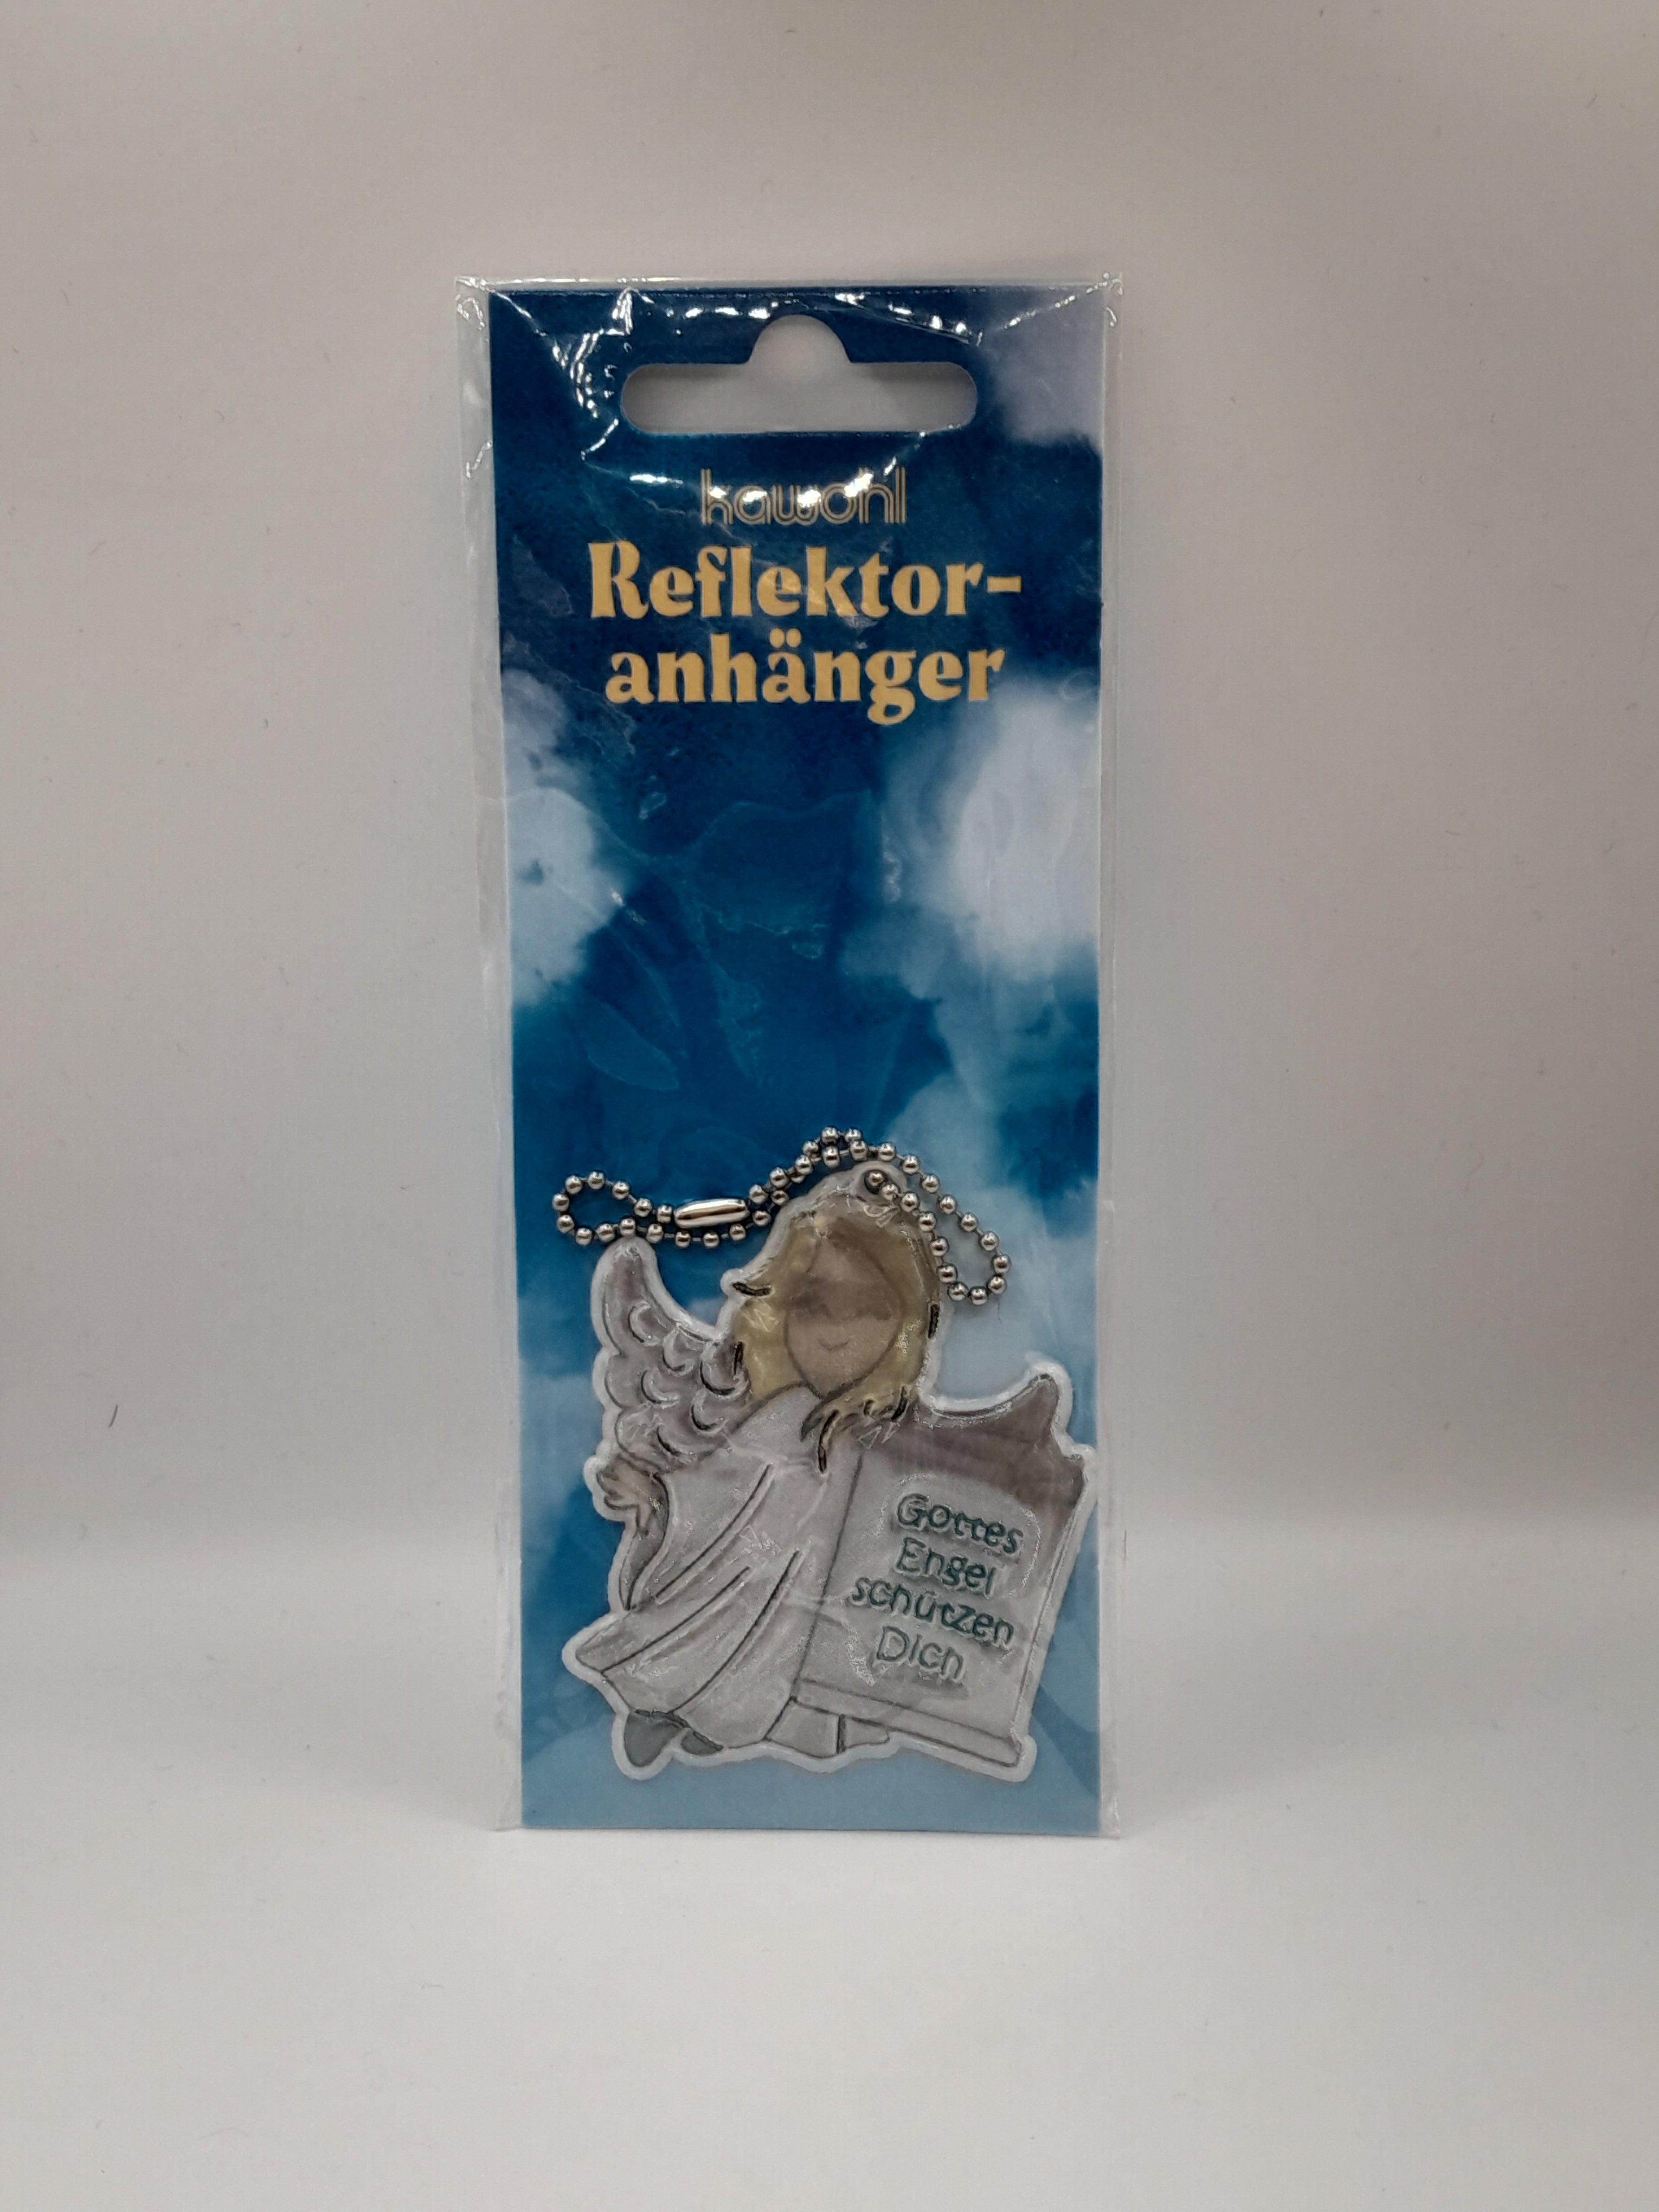 kawohl
Reflektor-
anhänger
Gottes
Engel
schützen
Dich